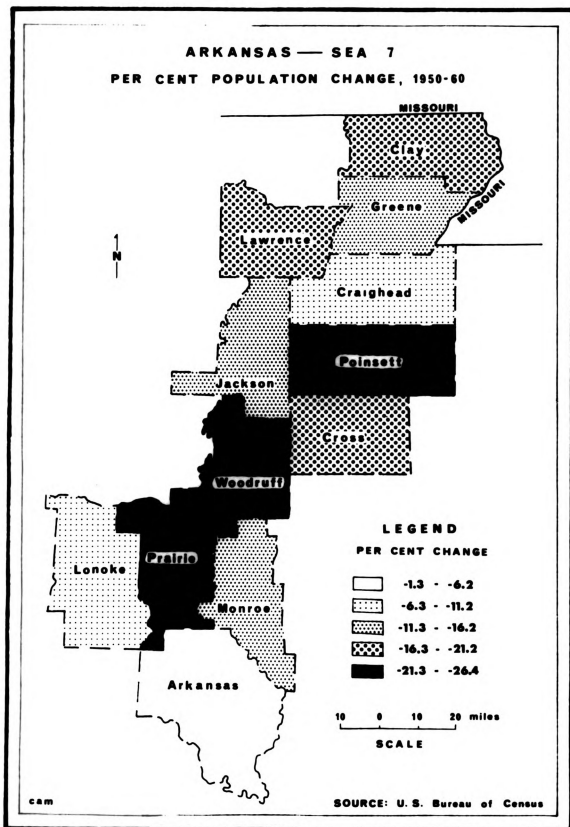 ARKANSAS — SEA 7
PER CENT POPULATION CHANGE, 1950-60
MISSOURI
Clay
MISSOURI
Greene
Lawrence
N
Craighead
Poinsett
Jackson
Cross
Woodruff
LEGEND
PER CENT CHANGE
Prairie
Lonoke
Monroe
-1.3 - -6.2
-6.3 - -11.2
-11.3 - -16.2
-16.3 - -21.2
-21.3 - -26.4
Arkansas
10 0 10 20 miles
SCALE
cam
SOURCE: U.S. Bureau of Census